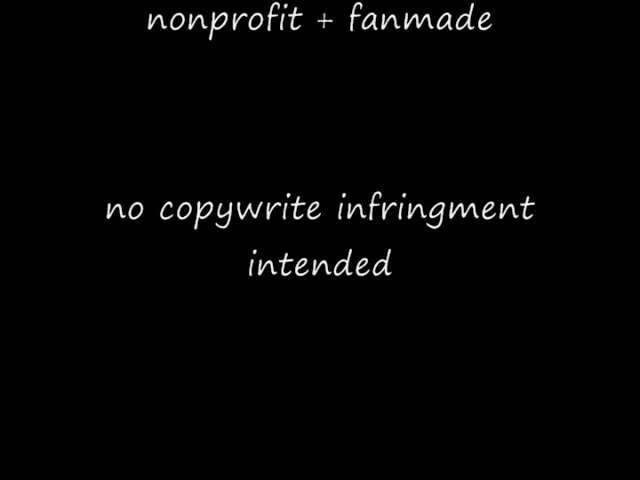 nonprofit + fanmade
no copywrite infringment
intended